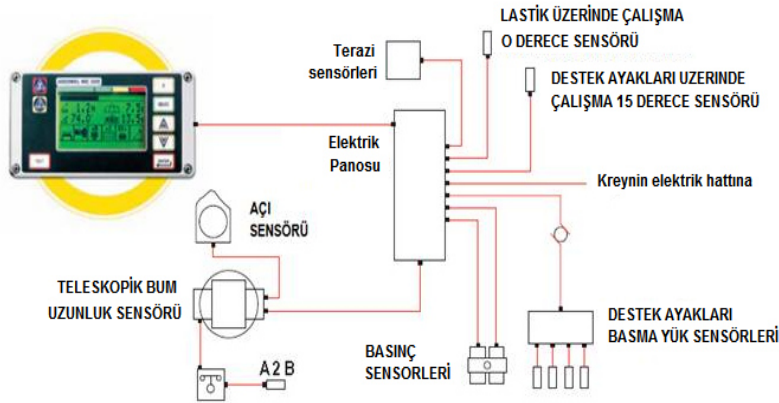 LASTİK ÜZERİNDE ÇALIŞMA
O DERECE SENSÖRÜ
Terazi
sensörleri
DESTEK AYAKLARI UZERINDE
ÇALIŞMA 15 DERECE SENSÖRÜ
Elektrik
Panosu
Kreynin elektrik hattına
AÇI
SENSÖRÜ
TELESKOPİK BUM
UZUNLUK SENSÖRÜ
DESTEK AYAKLARI
BASMA YÜK SENSÖRLERİ
BASINÇ
SENSORLERİ
A 2 B